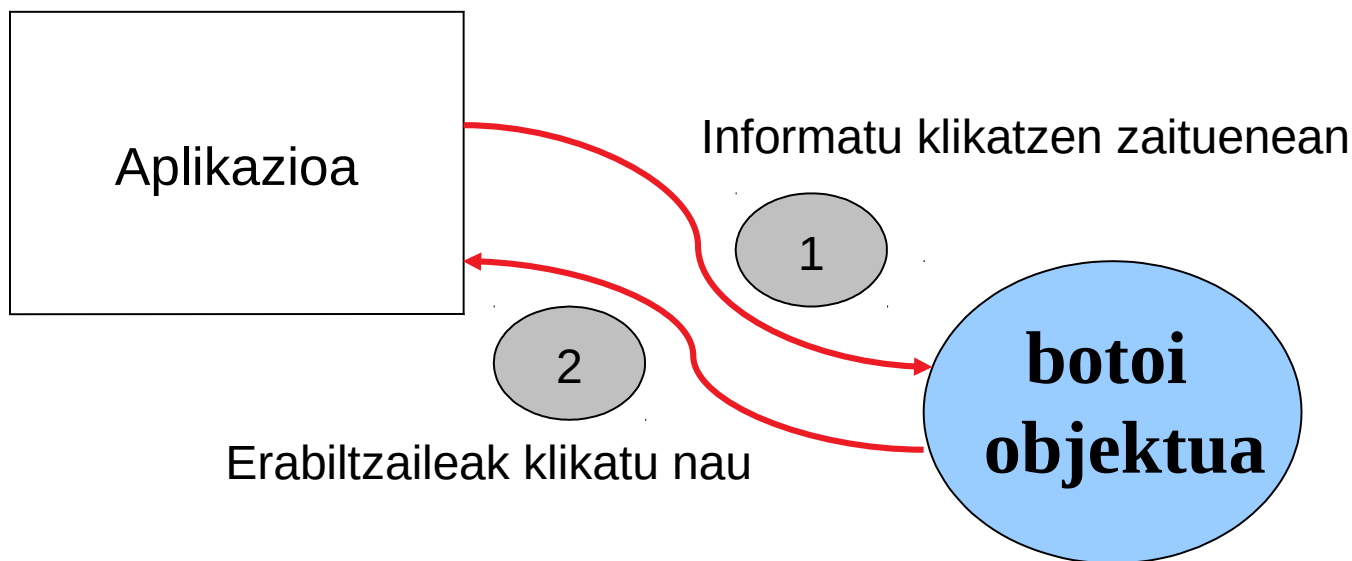 Aplikazioa
Informatu klikatzen zaituenean
1
2
Erabiltzaileak klikatu nau
botoi
objektua